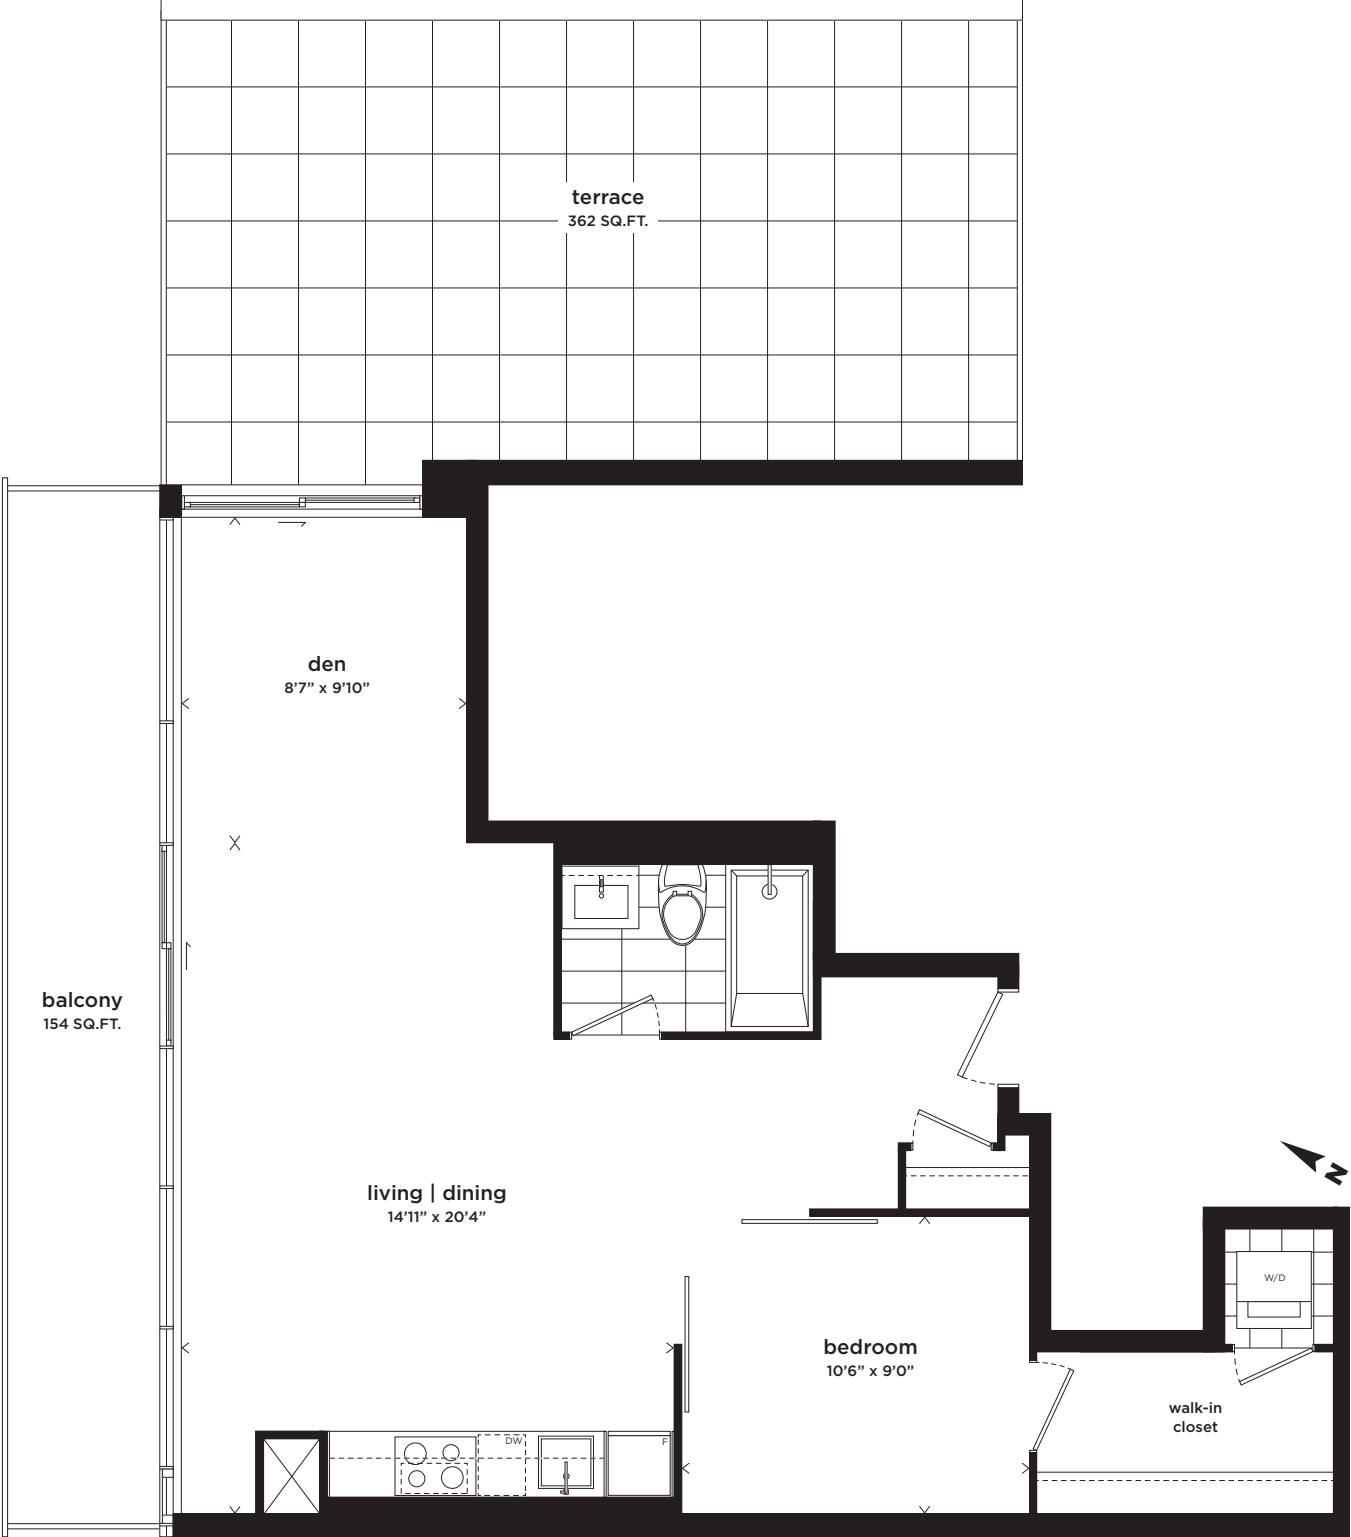 terrace
362 SQ.FT.
den
8’7” x 9’10”
balcony
154 SQ.FT.
living | dining
14’11” x 20’4”
N
W/D
bedroom
10’6” x 9’0”
walk-in
closet
DW
F